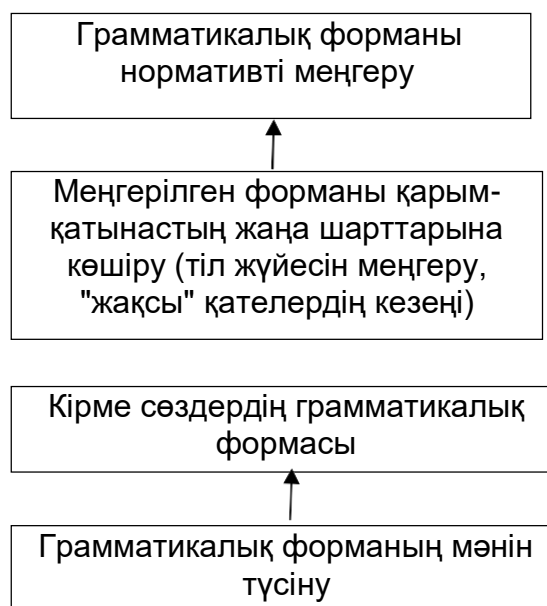 Грамматикалық форманы
нормативті меңгеру
Меңгерілген форманы қарым-
қатынастың жаңа шарттарына
көшіру (тіл жүйесін меңгеру,
"жақсы" қателердің кезеңі)
Кірме сөздердің грамматикалық
формасы
Грамматикалық форманың мәнін
түсіну